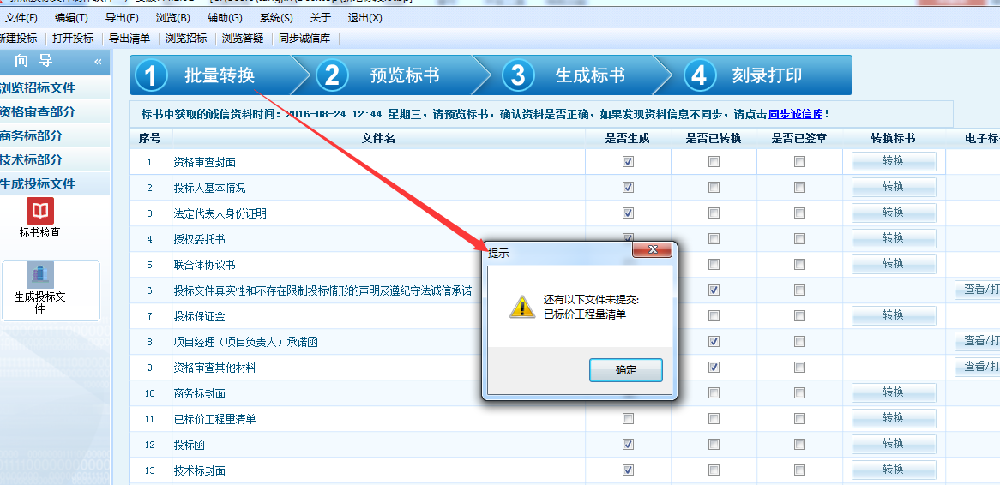 文件(F) 编辑(T) 导出(E) 浏览(B) 辅助(G) 系统(S) 关于 退出(X)
新建投标 打开投标 导出清单 浏览招标 浏览答疑 同步诚信库
向 导 «
浏览招标文件
资格审查部分
商务标部分
技术标部分
生成投标文件
标书检查
生成投标文
件
1 批量转换 2 预览标书 3 生成标书 4 刻录打印
标书中获取的诚信资料时间：2016-08-24 12:44 星期三，请预览标书，确认资料是否正确，如果发现资料信息不同步，请点击同步诚信库！
序号 文件名 是否生成 是否已转换 是否已签章 转换标书 电子标
1 资格审查封面 转换
2 投标人基本情况 转换
3 法定代表人身份证明 转换
4 授权委托书 转换
5 联合体协议书 转换
6 投标文件真实性和不存在限制投标情形的声明及遵纪守法诚信承诺 查看/打
7 投标保证金 转换
8 项目经理（项目负责人）承诺函 查看/打
9 资格审查其他材料 查看/打
10 商务标封面 转换
11 已标价工程量清单 转换
12 投标函 转换
13 技术标封面 转换
提示
还有以下文件未提交:
已标价工程量清单
确定